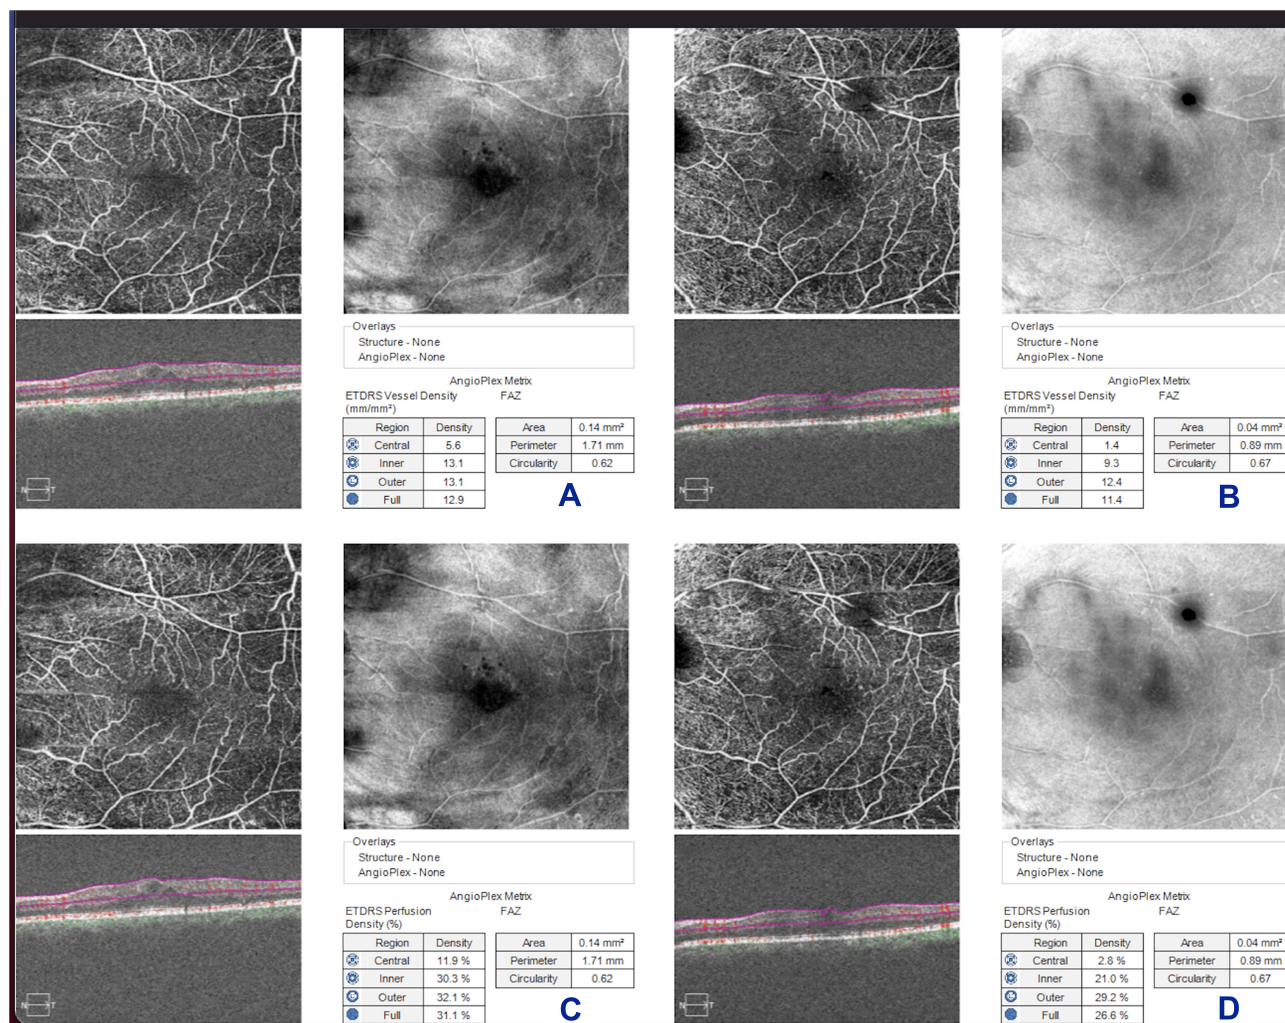 Overlays
Structure - None
AngioPlex - None
AngioPlex Metrix
ETDRS Vessel Density (mm/mm²)
FAZ
Region Density
Central 5.6
Inner 13.1
Outer 13.1
Full 12.9
Area 0.14 mm²
Perimeter 1.71 mm
Circularity 0.62
N T
A
Overlays
Structure - None
AngioPlex - None
AngioPlex Metrix
ETDRS Vessel Density (mm/mm²)
FAZ
Region Density
Central 1.4
Inner 9.3
Outer 12.4
Full 11.4
Area 0.04 mm²
Perimeter 0.89 mm
Circularity 0.67
N T
B
Overlays
Structure - None
AngioPlex - None
AngioPlex Metrix
ETDRS Perfusion Density (%)
FAZ
Region Density
Central 11.9 %
Inner 30.3 %
Outer 32.1 %
Full 31.1 %
Area 0.14 mm²
Perimeter 1.71 mm
Circularity 0.62
N T
C
Overlays
Structure - None
AngioPlex - None
AngioPlex Metrix
ETDRS Perfusion Density (%)
FAZ
Region Density
Central 2.8 %
Inner 21.0 %
Outer 29.2 %
Full 26.6 %
Area 0.04 mm²
Perimeter 0.89 mm
Circularity 0.67
N T
D